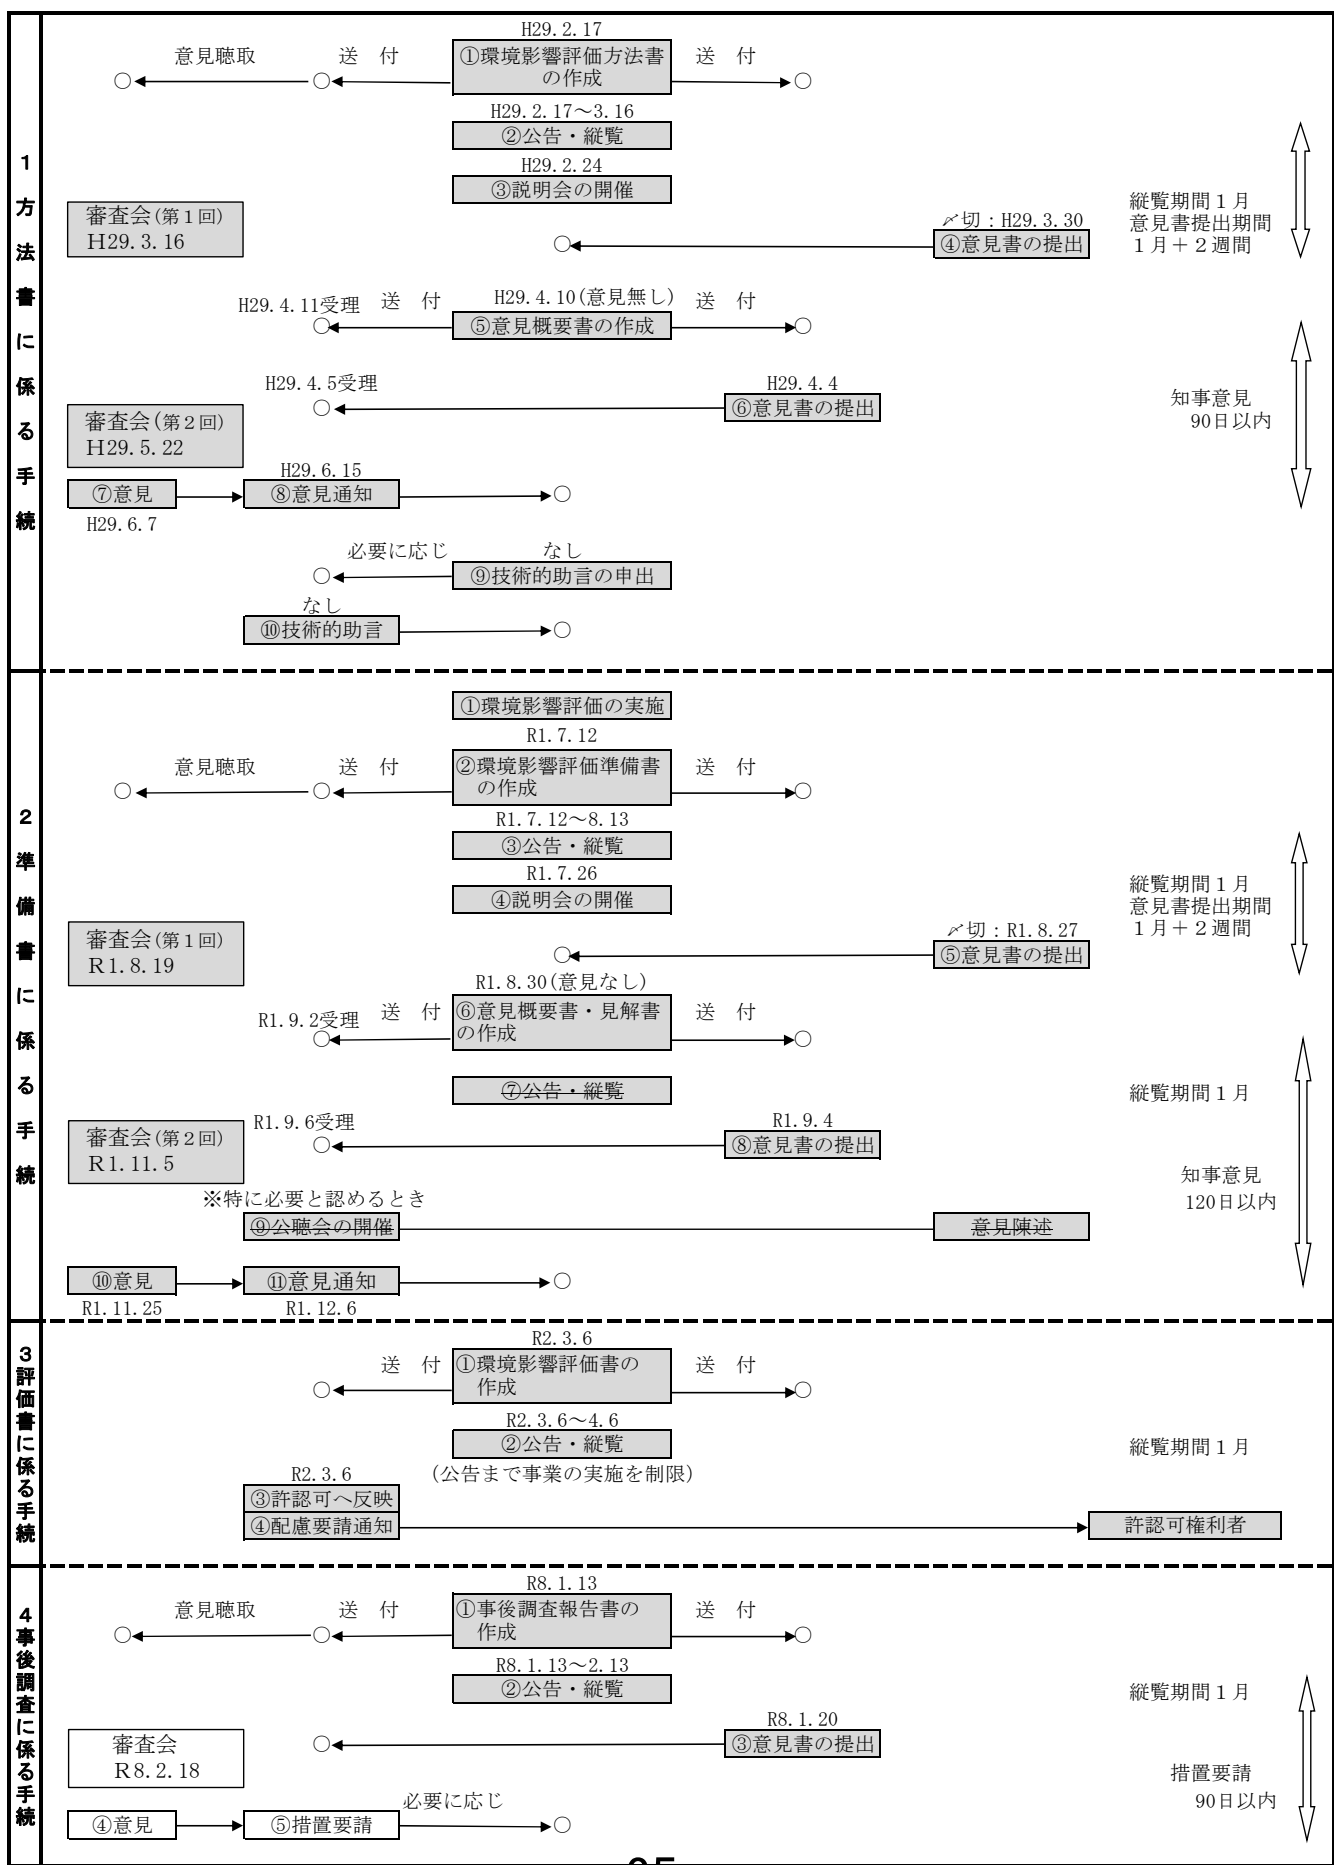 1方法書に係る手続
H29.2.17
意見聴取　送　付　①環境影響評価方法書　送　付
の作成
H29.2.17～3.16
②公告・縦覧
H29.2.24
③説明会の開催
審査会(第１回)
H29.3.16
〆切：H29.3.30
④意見書の提出
縦覧期間１月
意見書提出期間
１月＋２週間
H29.4.11受理　送　付　H29.4.10(意見無し)　送　付
⑤意見概要書の作成
H29.4.5受理　H29.4.4
⑥意見書の提出
知事意見
90日以内
審査会(第２回)
H29.5.22
H29.6.15
⑦意見　⑧意見通知
H29.6.7
必要に応じ　なし
⑨技術的助言の申出
なし
⑩技術的助言
2準備書に係る手続
①環境影響評価の実施
R1.7.12
意見聴取　送　付　②環境影響評価準備書　送　付
の作成
R1.7.12～8.13
③公告・縦覧
R1.7.26
④説明会の開催
縦覧期間１月
意見書提出期間
１月＋２週間
審査会(第１回)
R1.8.19
〆切：R1.8.27
⑤意見書の提出
R1.8.30(意見なし)
R1.9.2受理　送　付　⑥意見概要書・見解書　送　付
の作成
⑦公告・縦覧　縦覧期間１月
R1.9.6受理　R1.9.4
審査会(第２回)
R1.11.5
⑧意見書の提出
知事意見
120日以内
※特に必要と認めるとき
⑨公聴会の開催　意見陳述
⑩意見　⑪意見通知
R1.11.25　R1.12.6
3評価書に係る手続
R2.3.6
送　付　①環境影響評価書の　送　付
作成
R2.3.6～4.6
②公告・縦覧　縦覧期間１月
R2.3.6　(公告まで事業の実施を制限)
③許認可へ反映
④配慮要請通知　許認可権利者
4事後調査に係る手続
R8.1.13
意見聴取　送　付　①事後調査報告書の　送　付
作成
R8.1.13～2.13
②公告・縦覧　縦覧期間１月
R8.1.20
③意見書の提出
審査会
R8.2.18
措置要請
90日以内
必要に応じ
④意見　⑤措置要請